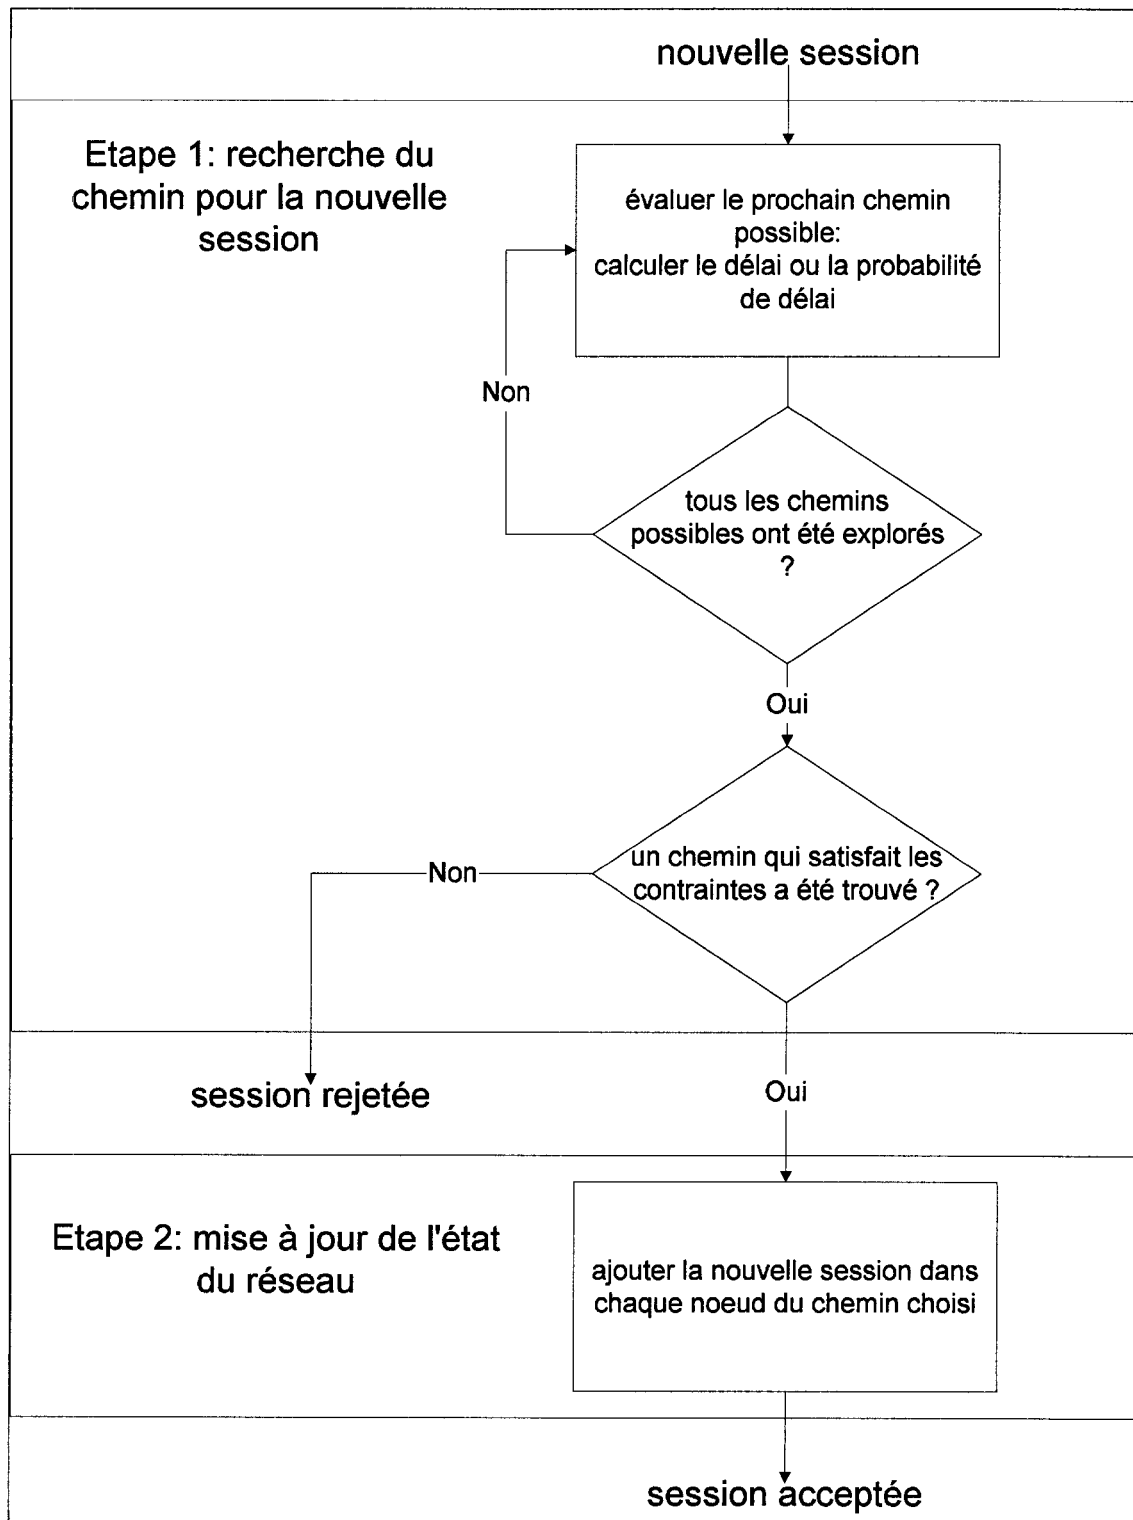 nouvelle session
Etape 1: recherche du
chemin pour la nouvelle
session
évaluer le prochain chemin
possible:
calculer le délai ou la probabilité
de délai
Non
tous les chemins
possibles ont été explorés
?
Oui
un chemin qui satisfait les
contraintes a été trouvé ?
Non
session rejetée
Oui
Etape 2: mise à jour de l'état
du réseau
ajouter la nouvelle session dans
chaque noeud du chemin choisi
session acceptée